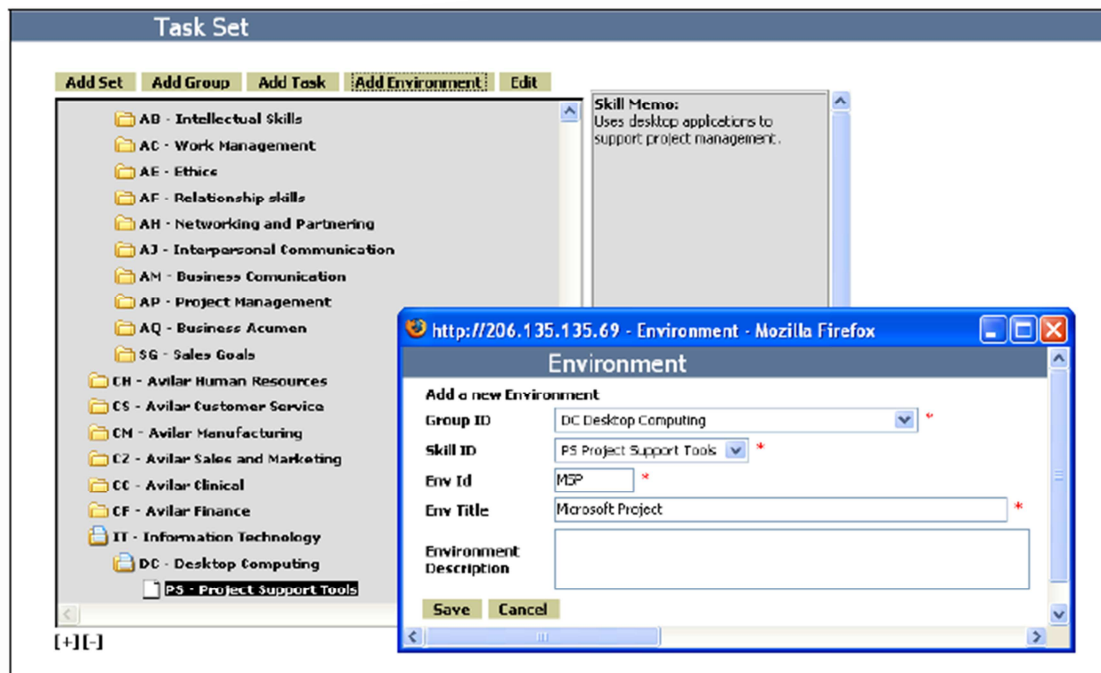 Task Set
Add Set Add Group Add Task Add Environment Edit
AB - Intellectual Skills
AC - Work Management
AE - Ethics
AF - Relationship skills
AH - Networking and Partnering
AJ - Interpersonal Communication
AM - Business Comunication
AP - Project Management
AQ - Business Acumen
SG - Sales Goals
CH - Avilar Human Resources
CS - Avilar Customer Service
CM - Avilar Manufacturing
CZ - Avilar Sales and Marketing
CC - Avilar Clinical
CF - Avilar Finance
IT - Information Technology
DC - Desktop Computing
PS - Project Support Tools
[+][-]
Skill Memo:
Uses desktop applications to
support project management.
http://206.135.135.69 - Environment - Mozilla Firefox
Environment
Add a new Environment
Group ID DC Desktop Computing *
Skill ID PS Project Support Tools *
Env Id MSP *
Env Title Microsoft Project *
Environment
Description
Save Cancel